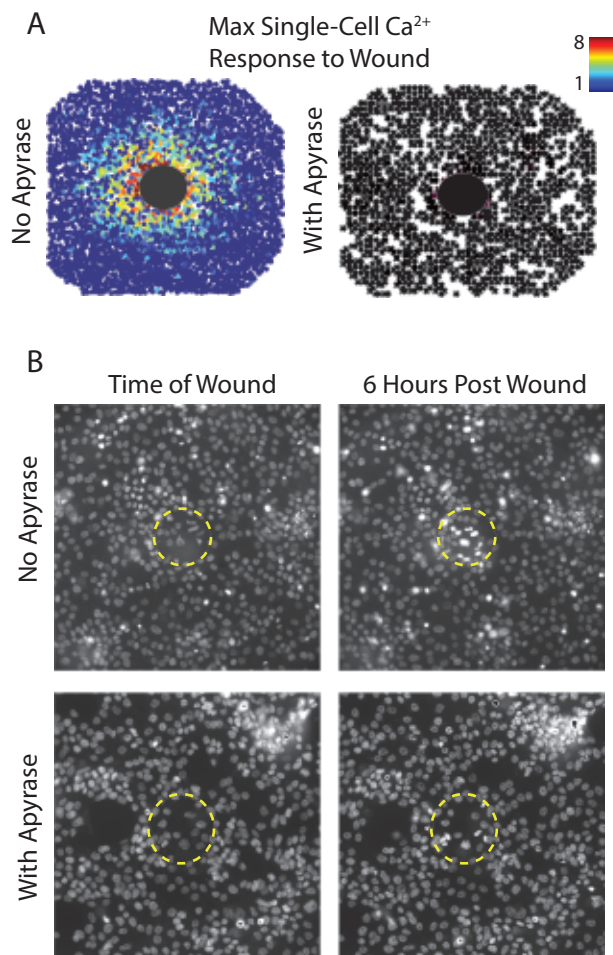 A
Max Single-Cell Ca²⁺
Response to Wound
8
1
No Apyrase
With Apyrase
B
Time of Wound
6 Hours Post Wound
No Apyrase
With Apyrase